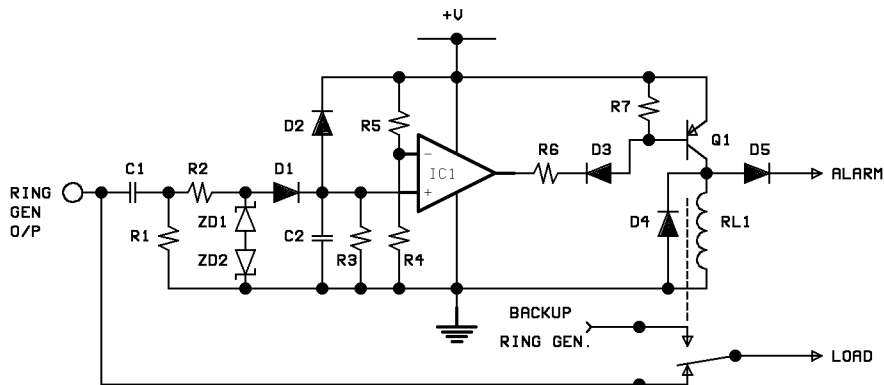 +V
R7
D2
R5
Q1
R6
D3
D5
IC1
−
+
C1
R2
D1
ALARM
RING
GEN
O/P
ZD1
R1
ZD2
C2
R3
R4
D4
RL1
BACKUP
RING GEN.
LOAD